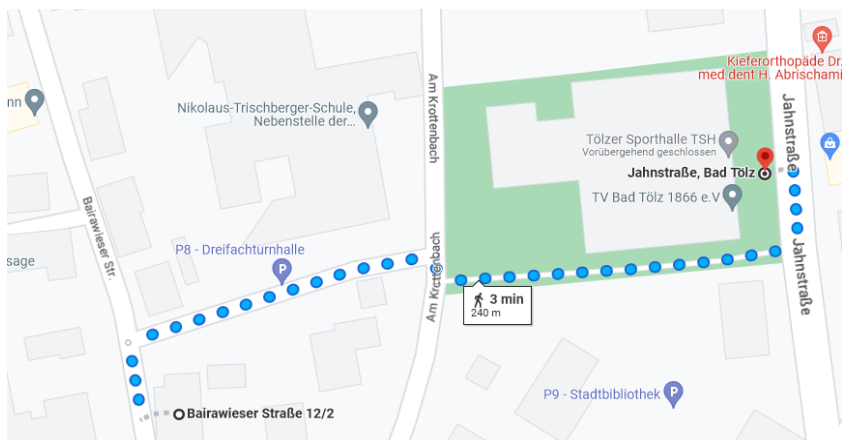 Kieferorthopäde Dr.
med dent H. Abrischami
nn
Nikolaus-Trischberger-Schule,
Nebenstelle der...
Am Krottenbach
Jahnstraße
Tölzer Sporthalle TSH
Vorübergehend geschlossen
Jahnstraße, Bad Tölz
TV Bad Tölz 1866 e.V
Bairawieser Str.
P8 - Dreifachturnhalle
P
sage
Am Krottenbach
Jahnstraße
3 min
240 m
P9 - Stadtbibliothek
P
Bairawieser Straße 12/2